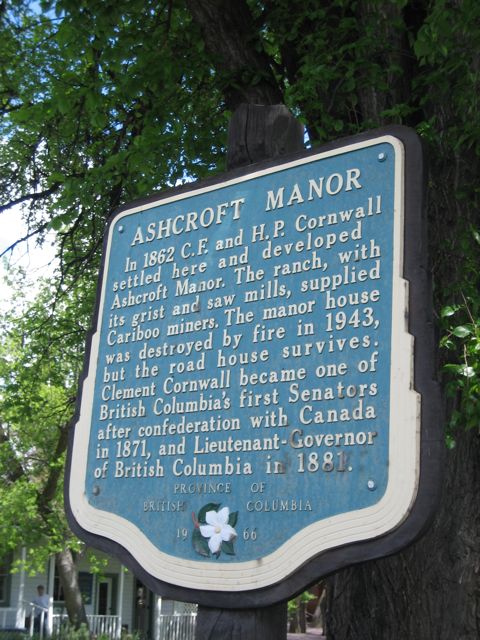 ASHCROFT MANOR
In 1862 C.F. and H.P. Cornwall
settled here and developed
Ashcroft Manor. The ranch, with
its grist and saw mills, supplied
Cariboo miners. The manor house
was destroyed by fire in 1943,
but the road house survives.
Clement Cornwall became one of
British Columbia's first Senators
after confederation with Canada
in 1871, and Lieutenant-Governor
of British Columbia in 1881.
PROVINCE OF
BRITISH COLUMBIA
19 66